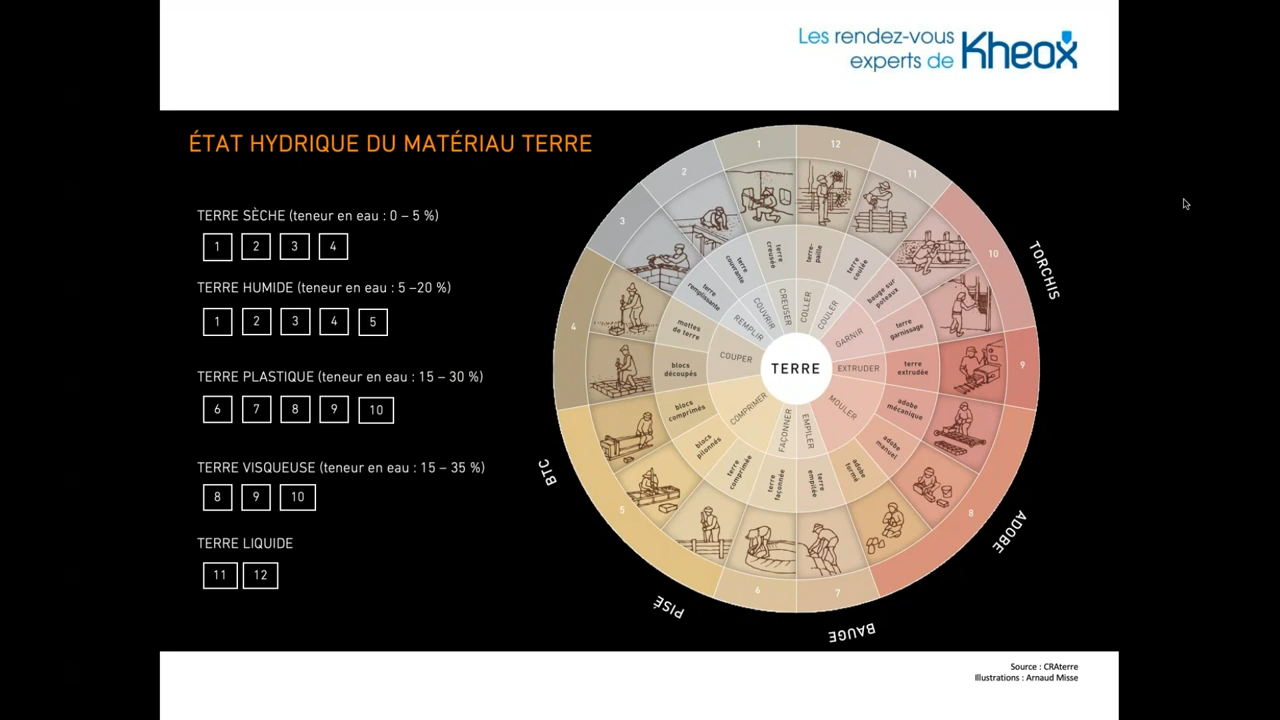 Les rendez-vous
experts de Kheox
ÉTAT HYDRIQUE DU MATÉRIAU TERRE
TERRE SÈCHE (teneur en eau : 0 – 5 %)
1 2 3 4
TERRE HUMIDE (teneur en eau : 5 –20 %)
1 2 3 4 5
TERRE PLASTIQUE (teneur en eau : 15 – 30 %)
6 7 8 9 10
TERRE VISQUEUSE (teneur en eau : 15 – 35 %)
8 9 10
TERRE LIQUIDE
11 12
TERRE
CREUSER
COLLER
COULER
GARNIR
EXTRUDER
MOULER
EMPILER
FAÇONNER
COMPRIMER
COUPER
REMPLIR
COUVRIR
terre
creusée
terre-
paille
terre
coulée
bauge sur
poteaux
terre
garnissage
terre
extrudée
adobe
mécanique
adobe
manuel
adobe
formé
terre
empilée
terre
façonnée
terre
comprimée
blocs
pilonnés
blocs
comprimés
blocs
découpés
mottes
de terre
terre
remplissante
terre
couvrante
1
12
11
10
9
8
7
6
5
4
3
2
TORCHIS
ADOBE
BAUGE
PISÉ
BTC
Source : CRAterre
Illustrations : Arnaud Misse